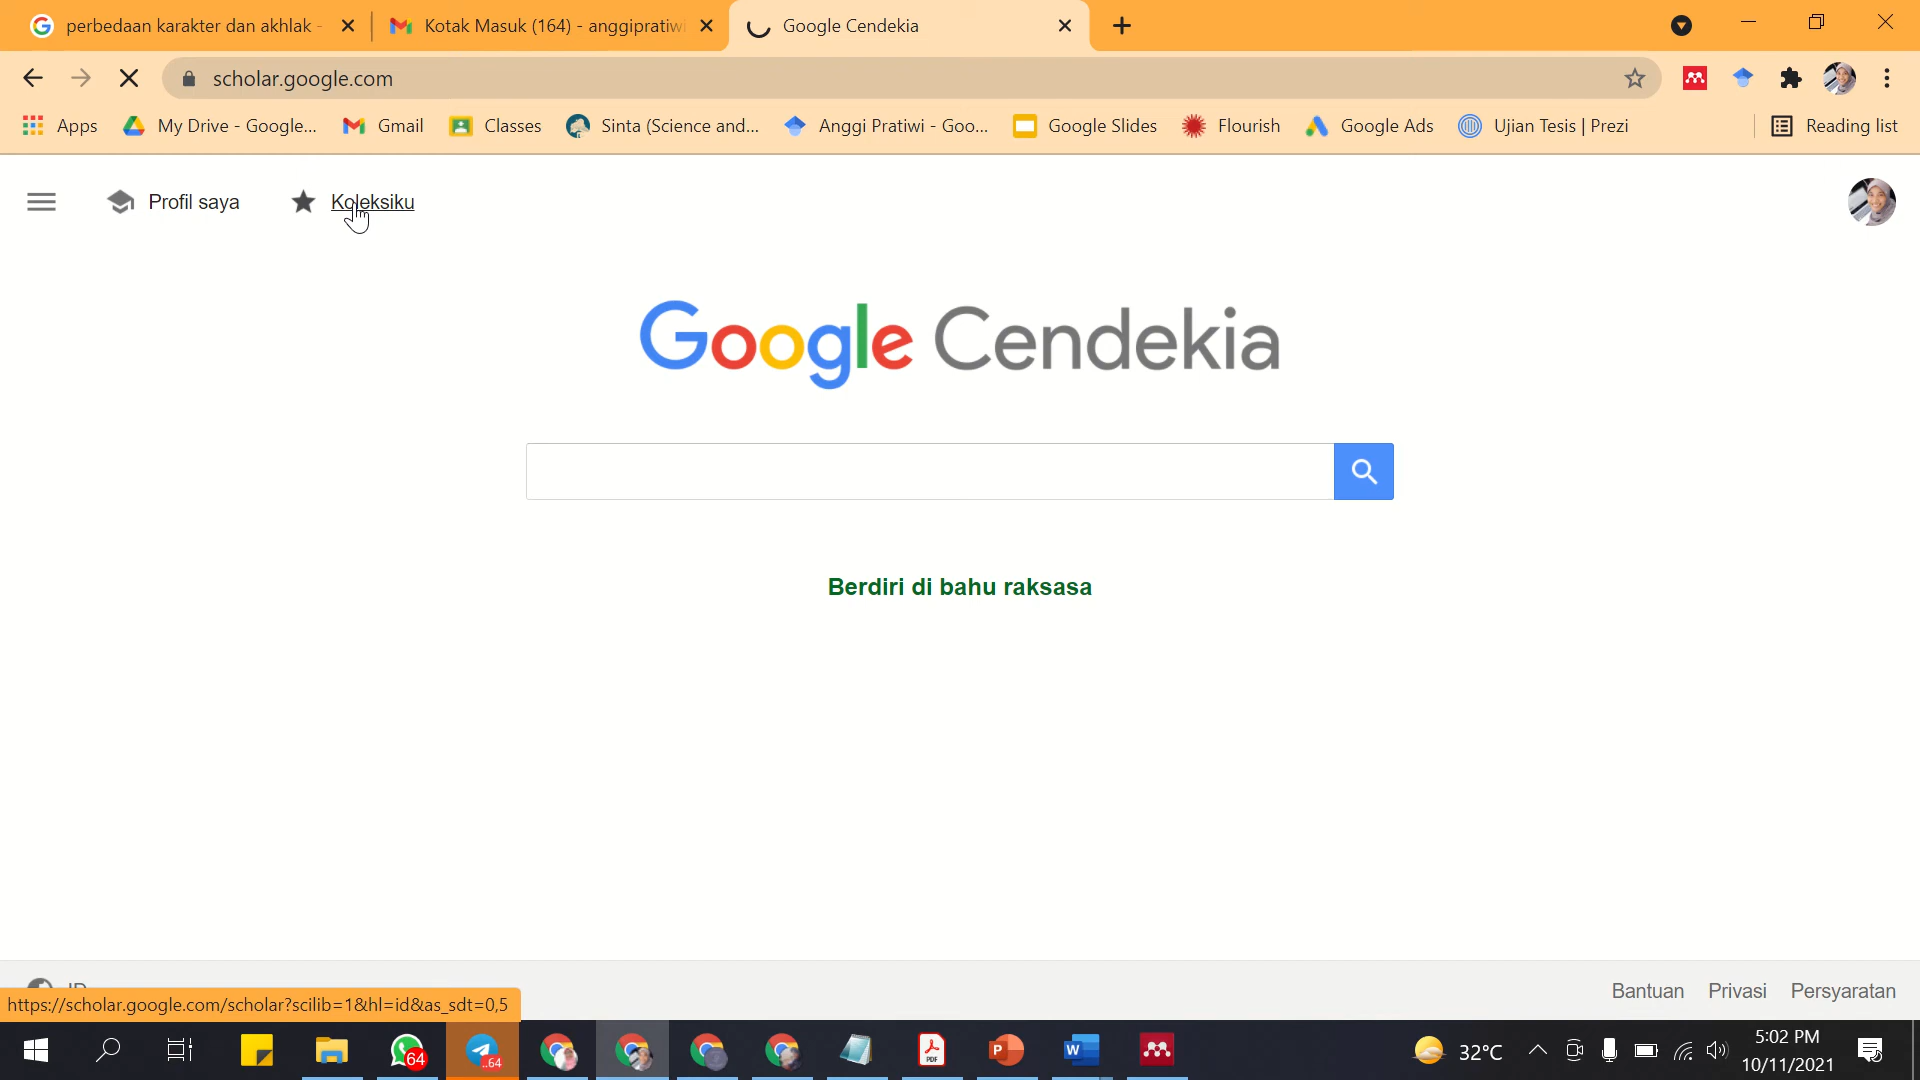 perbedaan karakter dan akhlak -
Kotak Masuk (164) - anggipratiwi
Google Cendekia
scholar.google.com
Apps
My Drive - Google...
Gmail
Classes
Sinta (Science and...
Anggi Pratiwi - Goo...
Google Slides
Flourish
Google Ads
Ujian Tesis | Prezi
Reading list
Profil saya
Koleksiku
Google Cendekia
Berdiri di bahu raksasa
Bantuan
Privasi
Persyaratan
https://scholar.google.com/scholar?scilib=1&hl=id&as_sdt=0,5
64
..64
PDF
P
W
32°C
5:02 PM
10/11/2021